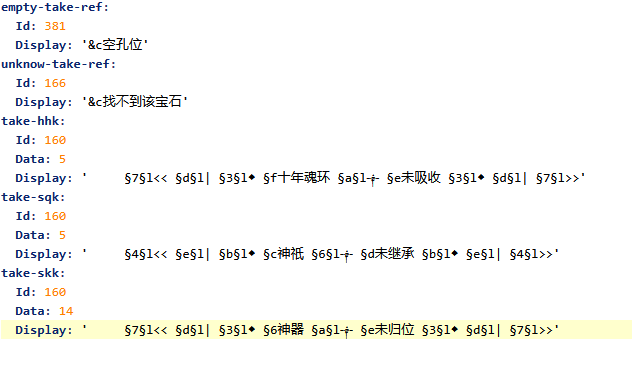 empty-take-ref:
  Id: 381
  Display: '&c空孔位'
unknow-take-ref:
  Id: 166
  Display: '&c找不到该宝石'
take-hhk:
  Id: 160
  Data: 5
  Display: '     §7§l<< §d§l| §3§l◆ §f十年魂环 §a§l⸎ §e未吸收 §3§l◆ §d§l| §7§l>>'
take-sqk:
  Id: 160
  Data: 5
  Display: '     §4§l<< §e§l| §b§l◆ §c神祇 §6§l⸎ §d未继承 §b§l◆ §e§l| §4§l>>'
take-skk:
  Id: 160
  Data: 14
  Display: '     §7§l<< §d§l| §3§l◆ §6神器 §a§l⸎ §e未归位 §3§l◆ §d§l| §7§l>>'